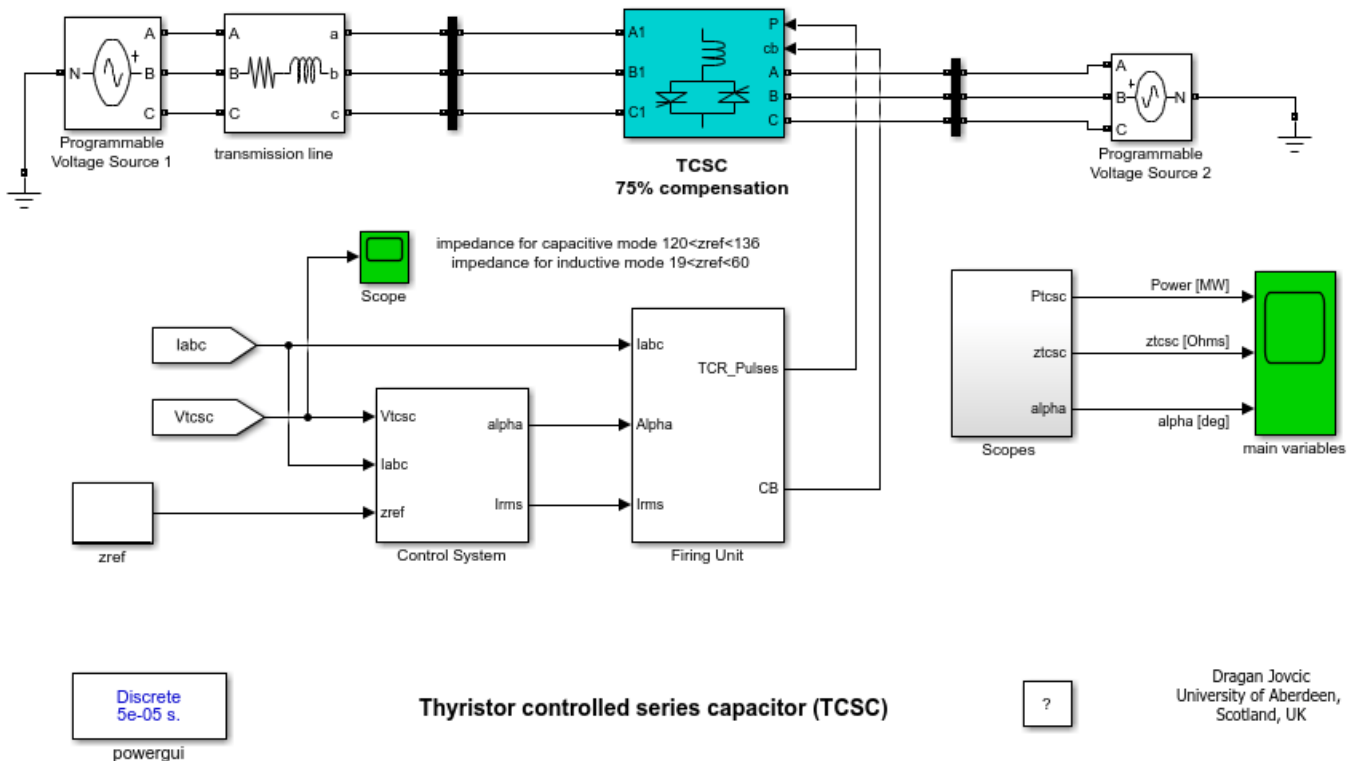 A
B
C
N
Programmable
Voltage Source 1
A
B
C
a
b
c
transmission line
A1
B1
C1
P
cb
A
B
C
TCSC
75% compensation
A
B
C
N
Programmable
Voltage Source 2
Scope
impedance for capacitive mode 120<zref<136
impedance for inductive mode 19<zref<60
Iabc
Vtcsc
zref
Vtcsc
Iabc
zref
alpha
Irms
Control System
Iabc
Alpha
Irms
TCR_Pulses
CB
Firing Unit
Ptcsc
ztcsc
alpha
Scopes
Power [MW]
ztcsc [Ohms]
alpha [deg]
main variables
Discrete
5e-05 s.
powergui
Thyristor controlled series capacitor (TCSC)
?
Dragan Jovcic
University of Aberdeen,
Scotland, UK